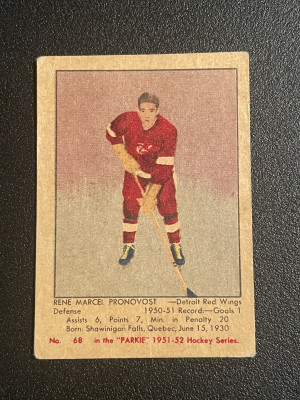 RENE MARCEL PRONOVOST —Detroit Red Wings
Defense 1950-51 Record:—Goals 1
Assists 6, Points 7, Min. in Penalty 20
Born: Shawinigan Falls, Quebec, June 15, 1930
No. 68 in the "PARKIE" 1951-52 Hockey Series.